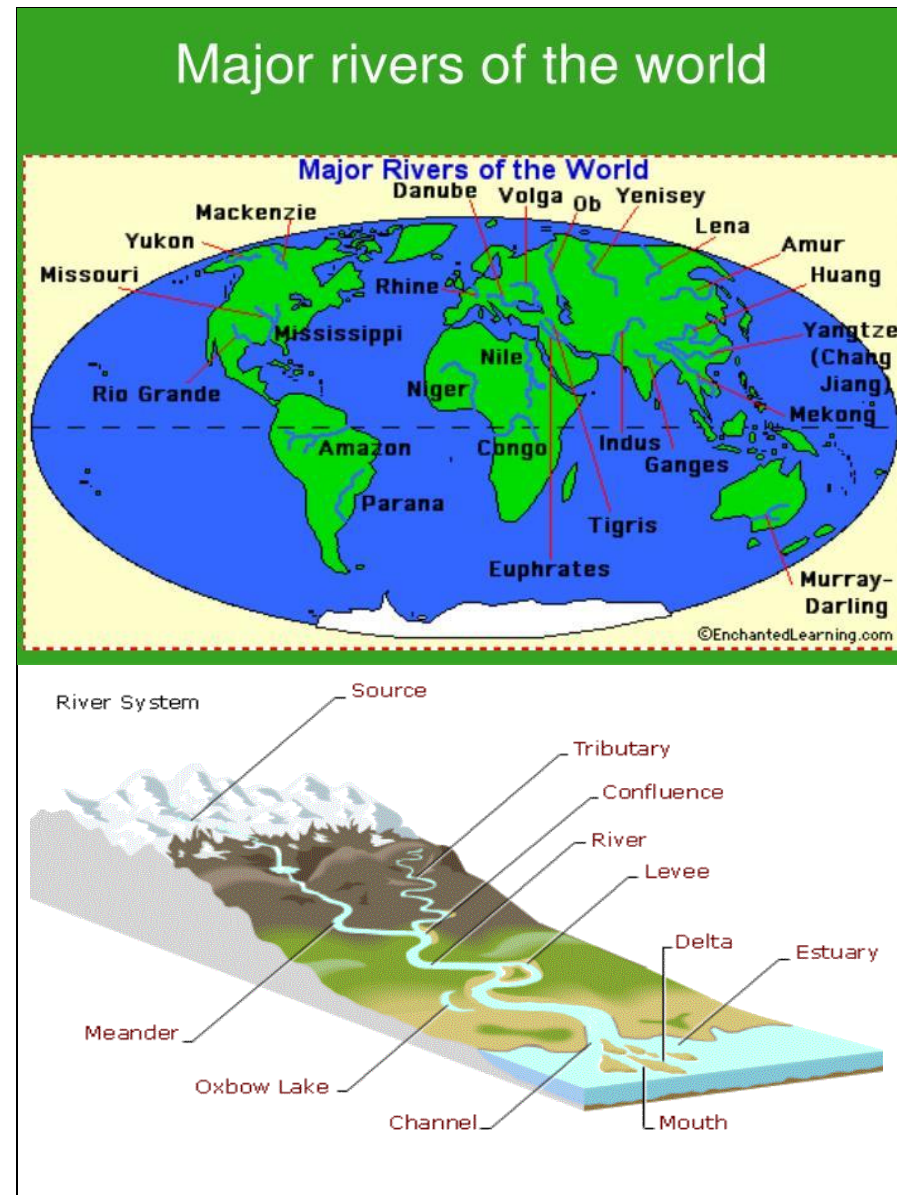 Major rivers of the world
Major Rivers of the World
Danube
Volga
Ob
Yenisey
Mackenzie
Lena
Yukon
Amur
Missouri
Rhine
Huang
Mississippi
Nile
Yangtze
(Chang
Jiang)
Rio Grande
Niger
Mekong
Amazon
Congo
Indus
Ganges
Parana
Tigris
Euphrates
Murray-
Darling
©EnchantedLearning.com
River System
Source
Tributary
Confluence
River
Levee
Delta
Estuary
Meander
Oxbow Lake
Channel
Mouth